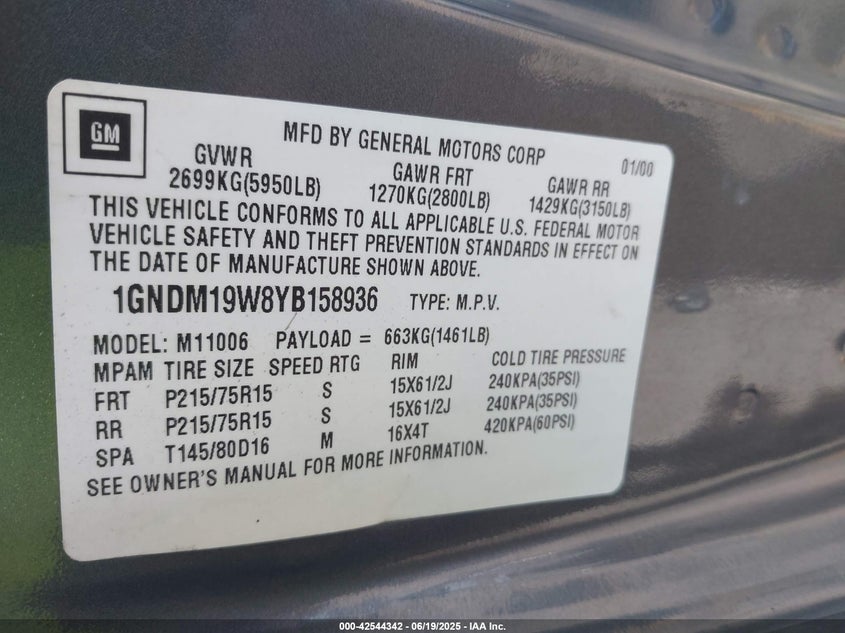 GM
MFD BY GENERAL MOTORS CORP 01/00
GVWR GAWR FRT GAWR RR
2699KG(5950LB) 1270KG(2800LB) 1429KG(3150LB)
THIS VEHICLE CONFORMS TO ALL APPLICABLE U.S. FEDERAL MOTOR
VEHICLE SAFETY AND THEFT PREVENTION STANDARDS IN EFFECT ON
THE DATE OF MANUFACTURE SHOWN ABOVE.
1GNDM19W8YB158936 TYPE: M.P.V.
MODEL: M11006 PAYLOAD = 663KG(1461LB)
MPAM TIRE SIZE SPEED RTG RIM COLD TIRE PRESSURE
FRT P215/75R15 S 15X61/2J 240KPA(35PSI)
RR P215/75R15 S 15X61/2J 240KPA(35PSI)
SPA T145/80D16 M 16X4T 420KPA(60PSI)
SEE OWNER'S MANUAL FOR MORE INFORMATION.
000-42544342 / 06/19/2025 - IAA Inc.